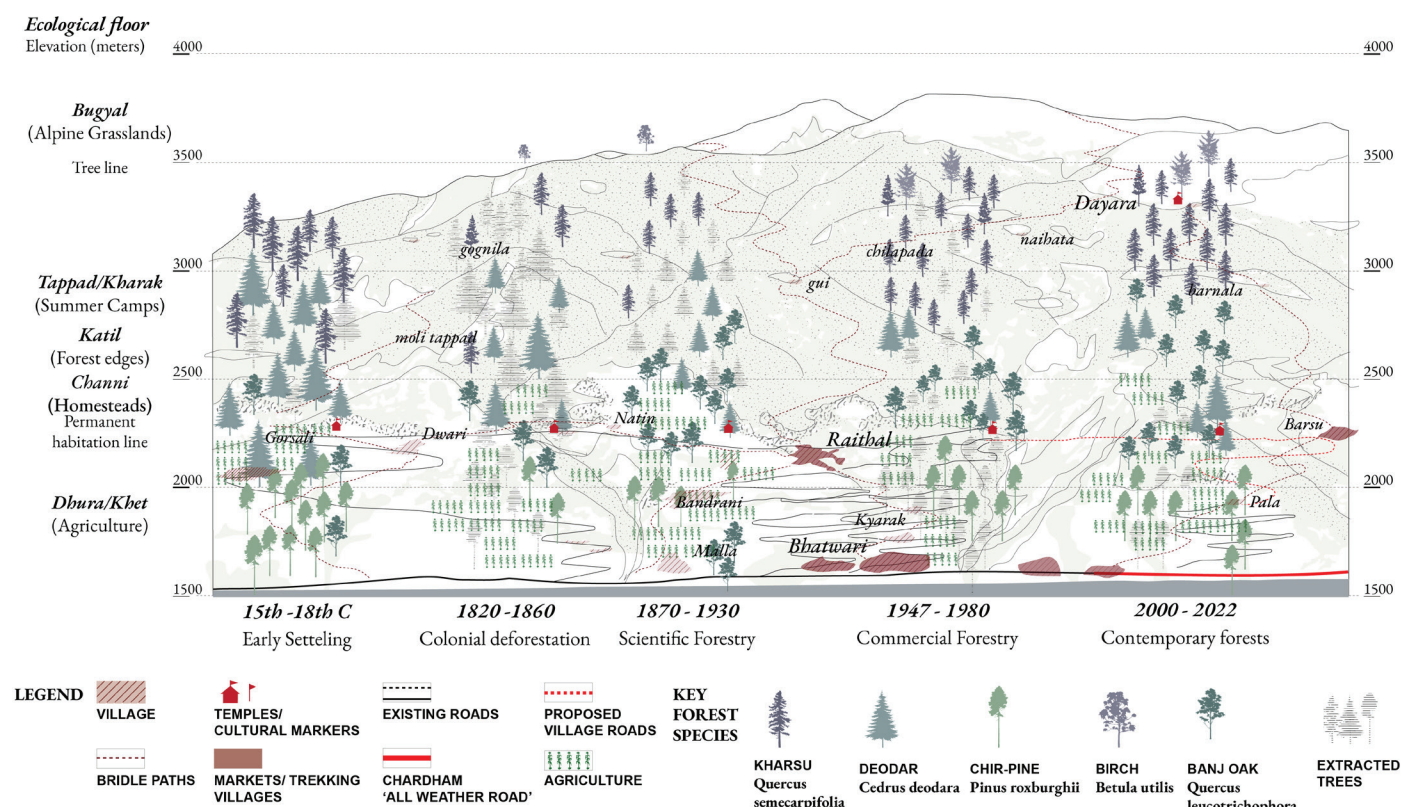 Ecological floor
Elevation (meters)
4000
4000
Bugyal
(Alpine Grasslands)
Tree line
3500
3500
Dayara
gognila
chilapada
naihata
3000
3000
Tappad/Kharak
(Summer Camps)
gui
barnala
Katil
(Forest edges)
moli tappad
2500
2500
Channi
(Homesteads)
Permanent
habitation line
Gorsali
Dwari
Natin
Raithal
Barsu
2000
2000
Dhura/Khet
(Agriculture)
Bandrani
Kyarak
Pala
Malla
Bhatwari
1500
1500
15th -18th C
1820 -1860
1870 - 1930
1947 - 1980
2000 - 2022
Early Setteling
Colonial deforestation
Scientific Forestry
Commercial Forestry
Contemporary forests
LEGEND
VILLAGE
TEMPLES/
CULTURAL MARKERS
EXISTING ROADS
PROPOSED
VILLAGE ROADS
BRIDLE PATHS
MARKETS/ TREKKING
VILLAGES
CHARDHAM
'ALL WEATHER ROAD'
AGRICULTURE
KEY
FOREST
SPECIES
KHARSU
Quercus
semecarpifolia
DEODAR
Cedrus deodara
CHIR-PINE
Pinus roxburghii
BIRCH
Betula utilis
BANJ OAK
Quercus
leucotrichophora
EXTRACTED
TREES